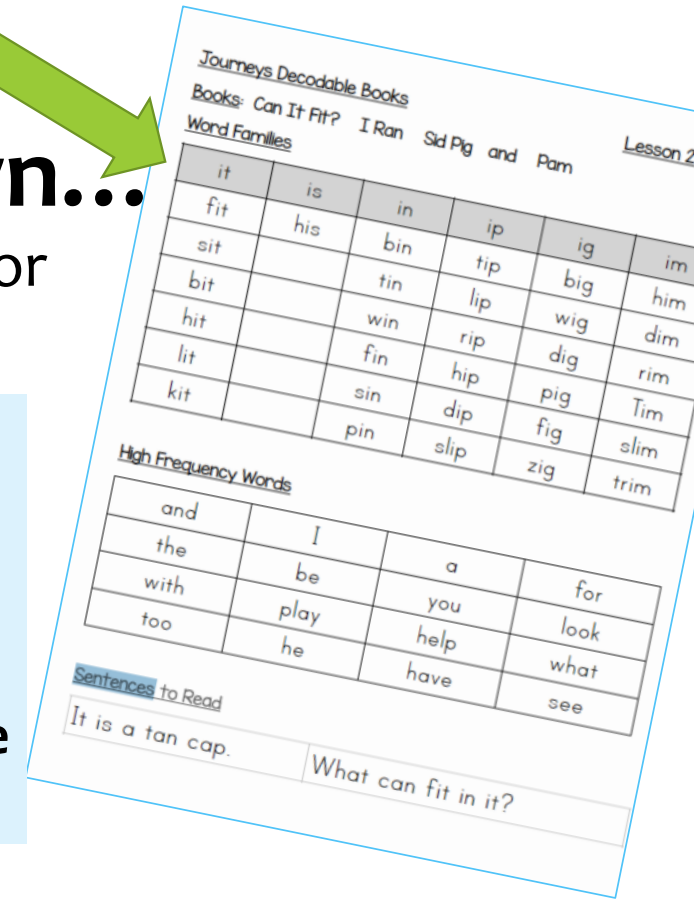 Journeys Decodable Books
Books: Can It Fit? I Ran Sid Pig and Pam
Lesson 2
Word Families
it is in ip ig im
fit his bin tip big him
sit tin lip wig dim
bit win rip dig rim
hit fin hip pig Tim
lit sin dip fig slim
kit pin slip zig trim
High Frequency Words
and I a for
the be you look
with play help what
too he have see
Sentences to Read
It is a tan cap. What can fit in it?
n...
or
e